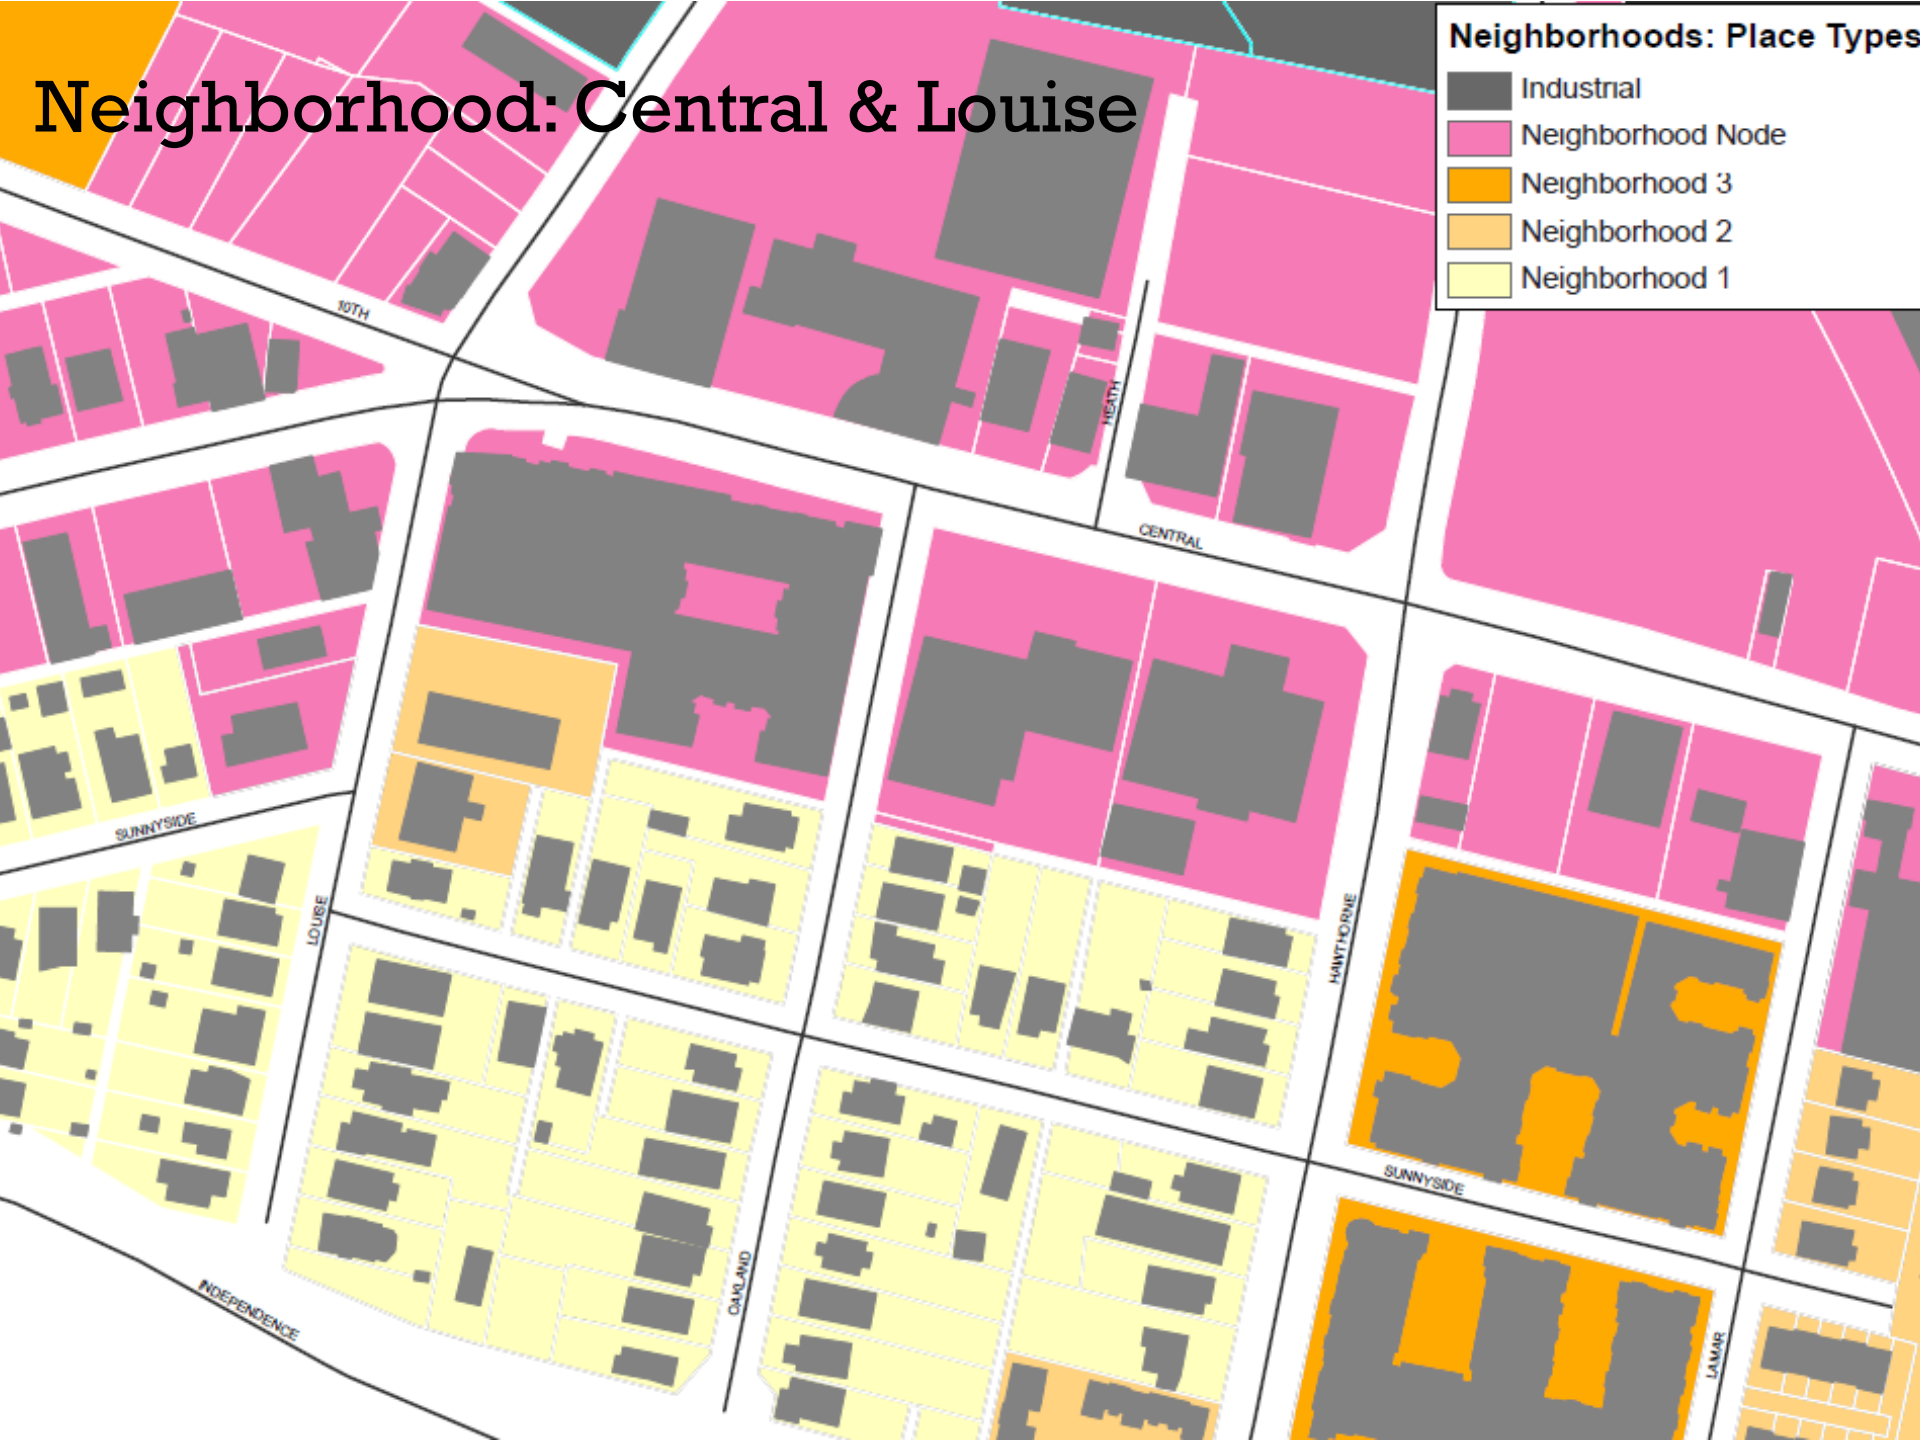 Neighborhood: Central & Louise
Neighborhoods: Place Types
Industrial
Neighborhood Node
Neighborhood 3
Neighborhood 2
Neighborhood 1
10TH
HEATH
CENTRAL
SUNNYSIDE
LOUISE
HAWTHORNE
SUNNYSIDE
OAKLAND
INDEPENDENCE
LAMAR